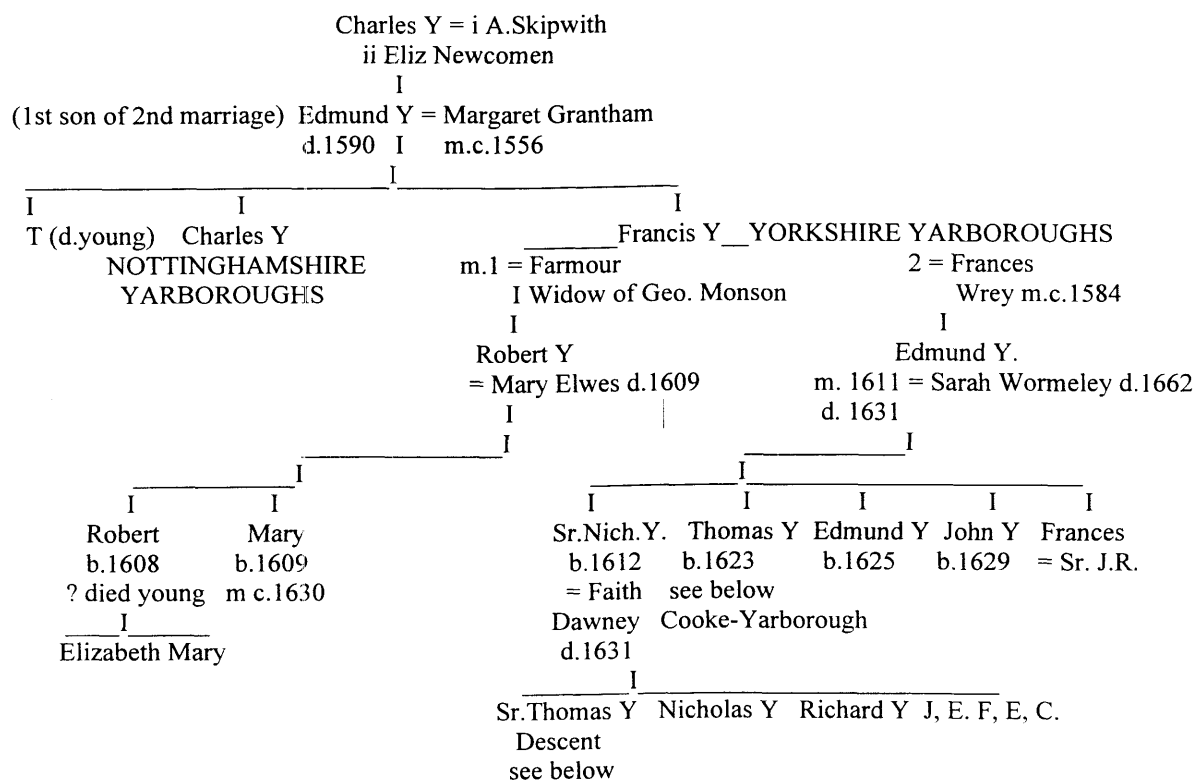 Charles Y = i A.Skipwith
ii Eliz Newcomen
I
(1st son of 2nd marriage) Edmund Y = Margaret Grantham
d.1590 I m.c.1556
I
I I I
T (d.young) Charles Y ______Francis Y__YORKSHIRE YARBOROUGHS
NOTTINGHAMSHIRE m.1 = Farmour 2 = Frances
YARBOROUGHS I Widow of Geo. Monson Wrey m.c.1584
I I
Robert Y Edmund Y.
= Mary Elwes d.1609 m. 1611 = Sarah Wormeley d.1662
I d. 1631
I I
I I
I I I I I I I
Robert Mary Sr.Nich.Y. Thomas Y Edmund Y John Y Frances
b.1608 b.1609 b.1612 b.1623 b.1625 b.1629 = Sr. J.R.
? died young m c.1630 = Faith see below
I Dawney Cooke-Yarborough
Elizabeth Mary d.1631
I
Sr.Thomas Y Nicholas Y Richard Y J, E. F, E, C.
Descent
see below